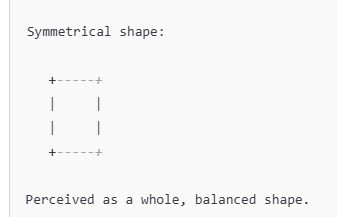 Symmetrical shape:
+-----+
|     |
|     |
+-----+
Perceived as a whole, balanced shape.